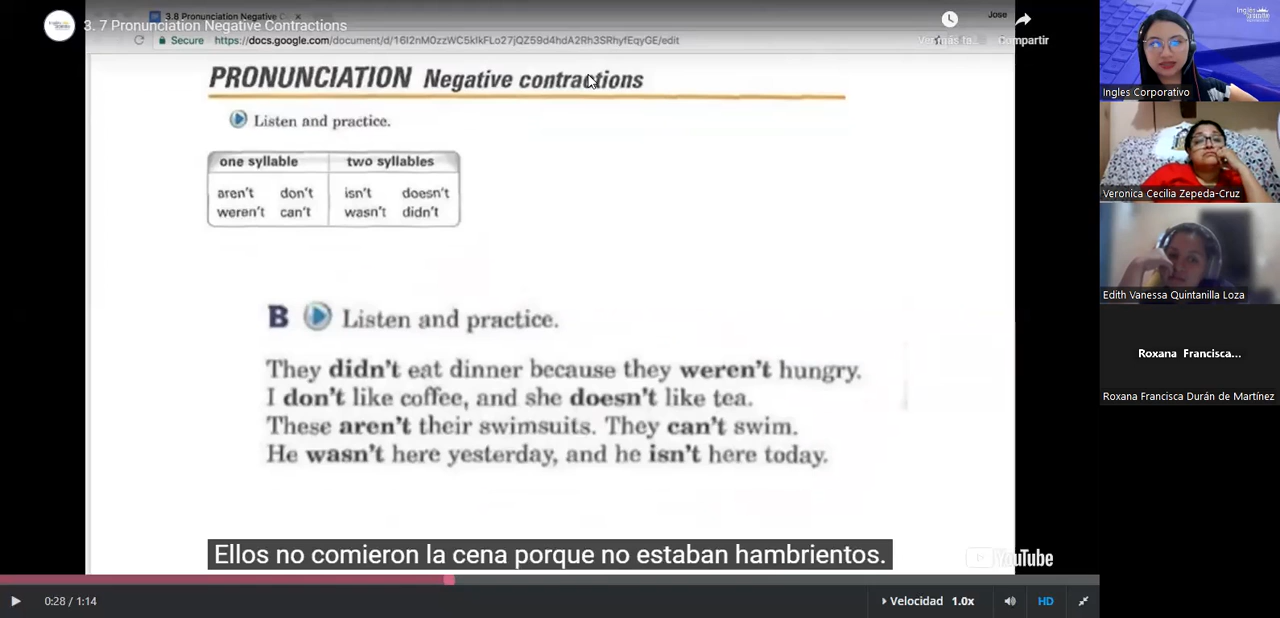 3.8 Pronunciation Negative C
3. 7 Pronunciation Negative Contractions
Jose
Secure https://docs.google.com/document/d/16I2nM0zzWC5kIkFLo27jQZ59d4hdA2Rh3SRhyfEqyGE/edit
Compartir
PRONUNCIATION Negative contractions
Listen and practice.
one syllable two syllables
aren't don't isn't doesn't
weren't can't wasn't didn't
B Listen and practice.
They didn't eat dinner because they weren't hungry.
I don't like coffee, and she doesn't like tea.
These aren't their swimsuits. They can't swim.
He wasn't here yesterday, and he isn't here today.
Ellos no comieron la cena porque no estaban hambrientos.
YouTube
0:28 / 1:14
Velocidad 1.0x
HD
Ingles Corporativo
Veronica Cecilia Zepeda-Cruz
Edith Vanessa Quintanilla Loza
Roxana Francisca...
Roxana Francisca Durán de Martínez